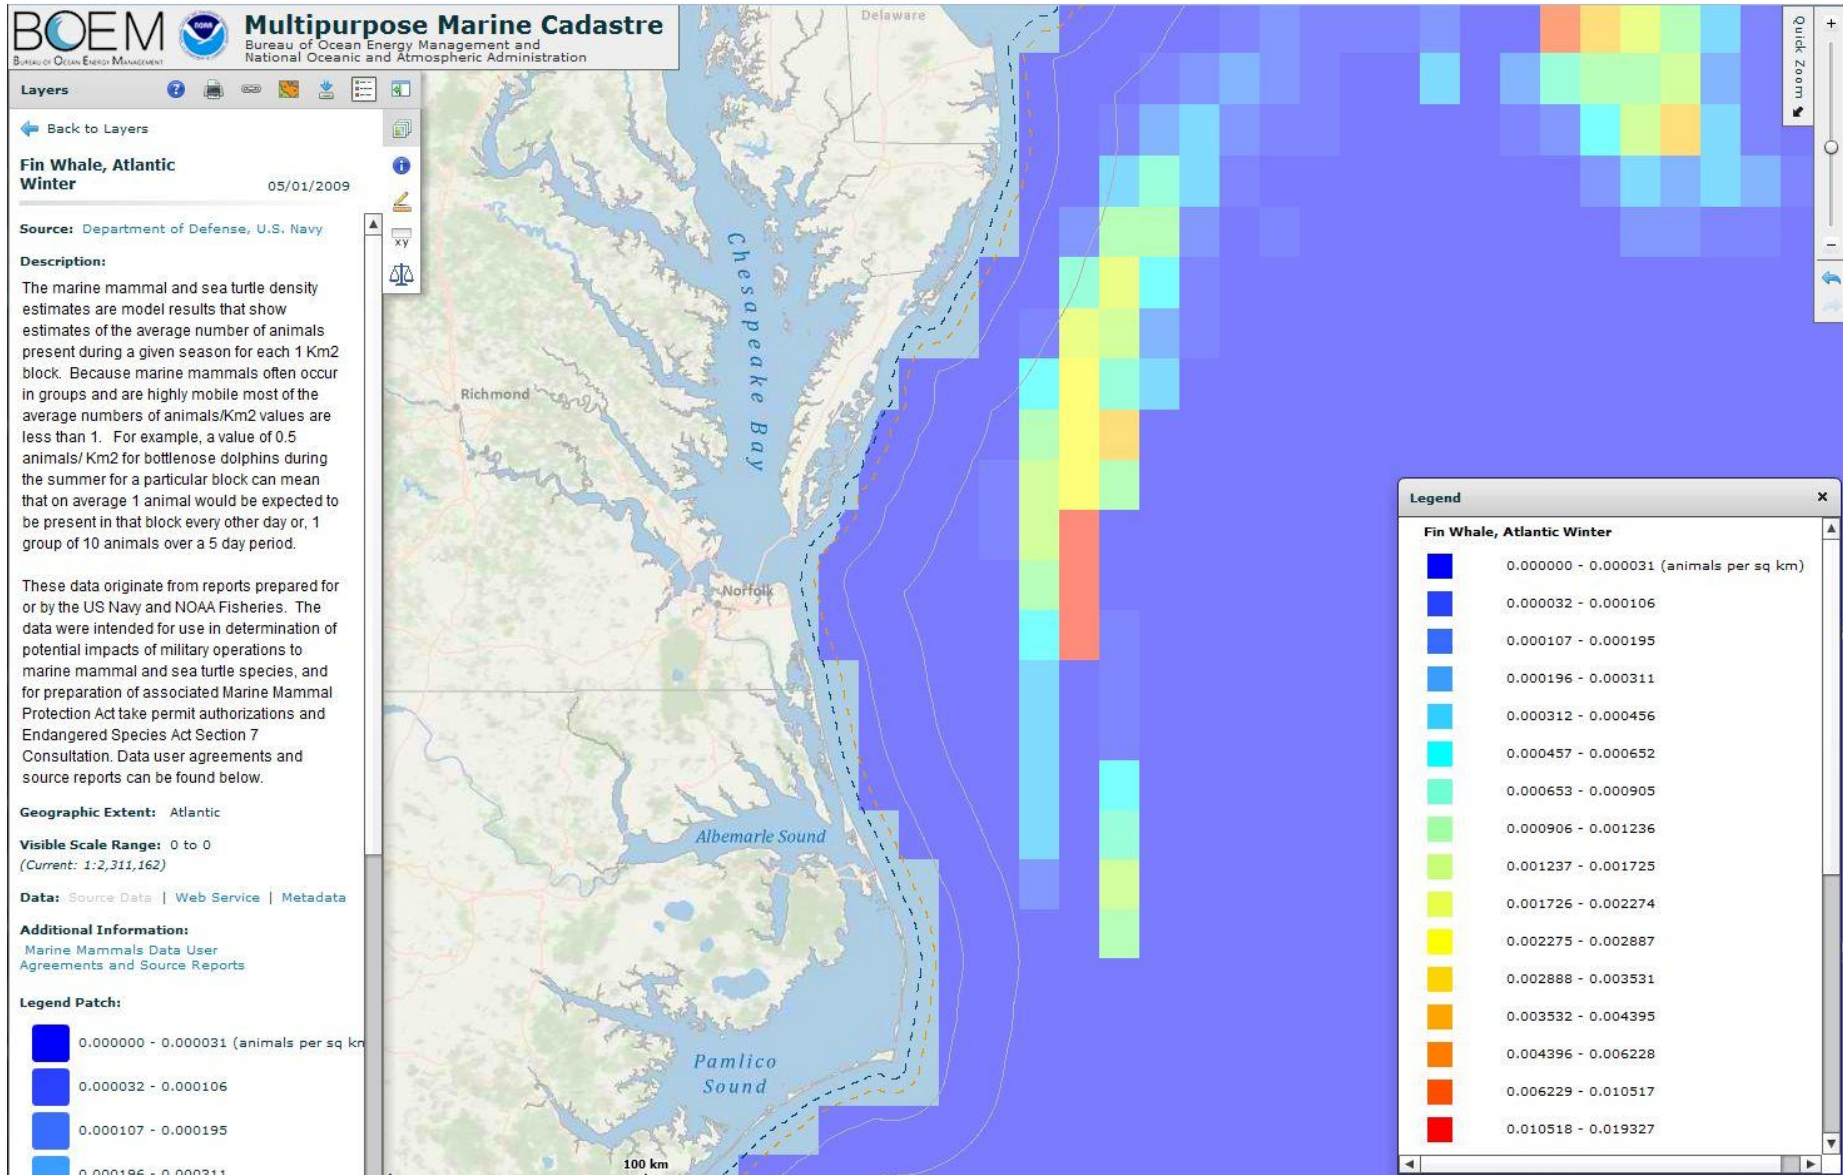 BOEM
BUREAU OF OCEAN ENERGY MANAGEMENT
NOAA
Multipurpose Marine Cadastre
Bureau of Ocean Energy Management and
National Oceanic and Atmospheric Administration
Layers
Back to Layers
Fin Whale, Atlantic
Winter
05/01/2009
Source: Department of Defense, U.S. Navy
Description:
The marine mammal and sea turtle density
estimates are model results that show
estimates of the average number of animals
present during a given season for each 1 Km2
block. Because marine mammals often occur
in groups and are highly mobile most of the
average numbers of animals/Km2 values are
less than 1. For example, a value of 0.5
animals/ Km2 for bottlenose dolphins during
the summer for a particular block can mean
that on average 1 animal would be expected to
be present in that block every other day or, 1
group of 10 animals over a 5 day period.
These data originate from reports prepared for
or by the US Navy and NOAA Fisheries. The
data were intended for use in determination of
potential impacts of military operations to
marine mammal and sea turtle species, and
for preparation of associated Marine Mammal
Protection Act take permit authorizations and
Endangered Species Act Section 7
Consultation. Data user agreements and
source reports can be found below.
Geographic Extent: Atlantic
Visible Scale Range: 0 to 0
(Current: 1:2,311,162)
Data: Source Data | Web Service | Metadata
Additional Information:
Marine Mammals Data User
Agreements and Source Reports
Legend Patch:
0.000000 - 0.000031 (animals per sq kn
0.000032 - 0.000106
0.000107 - 0.000195
0.000196 - 0.000311
xy
Delaware
Chesapeake Bay
Richmond
Norfolk
Albemarle Sound
Pamlico
Sound
100 km
Quick Zoom
Legend
Fin Whale, Atlantic Winter
0.000000 - 0.000031 (animals per sq km)
0.000032 - 0.000106
0.000107 - 0.000195
0.000196 - 0.000311
0.000312 - 0.000456
0.000457 - 0.000652
0.000653 - 0.000905
0.000906 - 0.001236
0.001237 - 0.001725
0.001726 - 0.002274
0.002275 - 0.002887
0.002888 - 0.003531
0.003532 - 0.004395
0.004396 - 0.006228
0.006229 - 0.010517
0.010518 - 0.019327